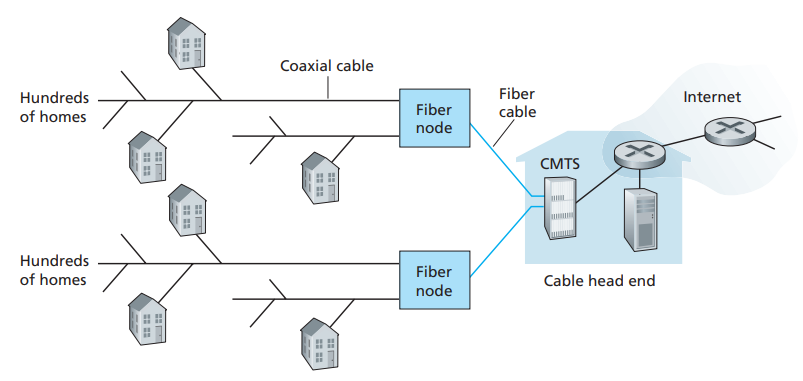 Coaxial cable
Hundreds
of homes
Fiber
node
Fiber
cable
Internet
CMTS
Hundreds
of homes
Fiber
node
Cable head end